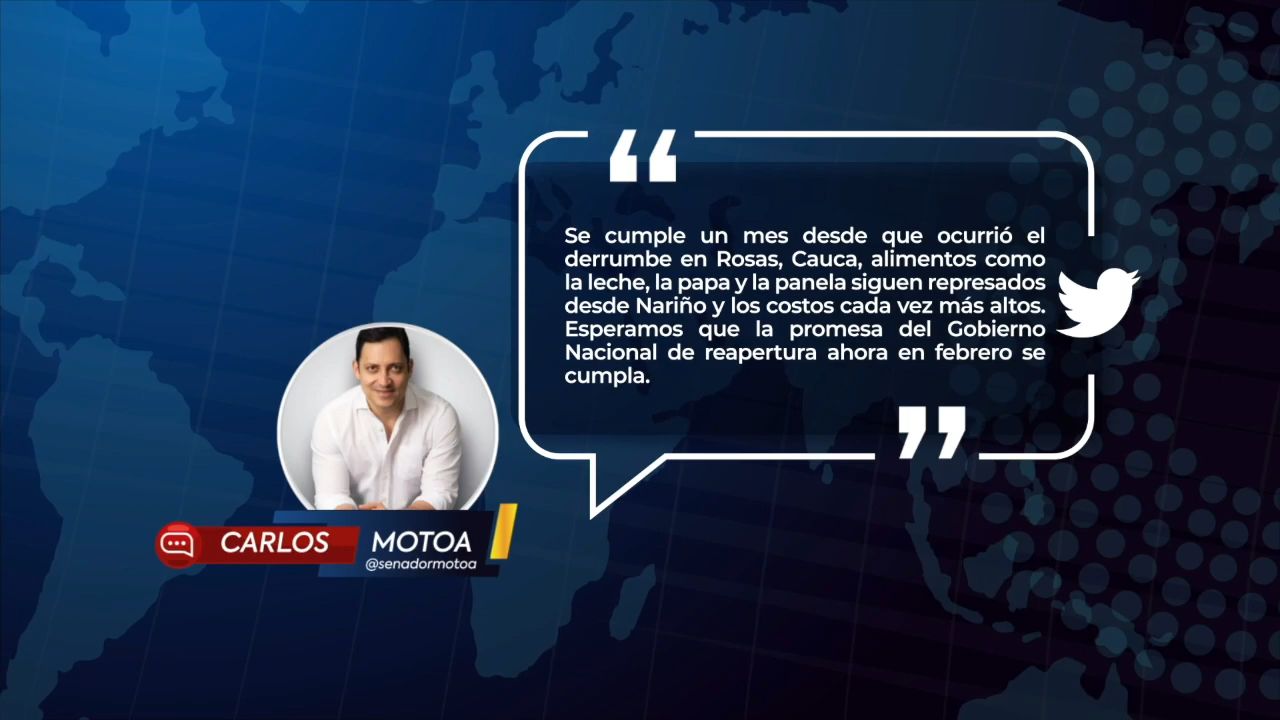 Se cumple un mes desde que ocurrió el
derrumbe en Rosas, Cauca, alimentos como
la leche, la papa y la panela siguen represados
desde Nariño y los costos cada vez más altos.
Esperamos que la promesa del Gobierno
Nacional de reapertura ahora en febrero se
cumpla.
CARLOS MOTOA
@senadormotoa